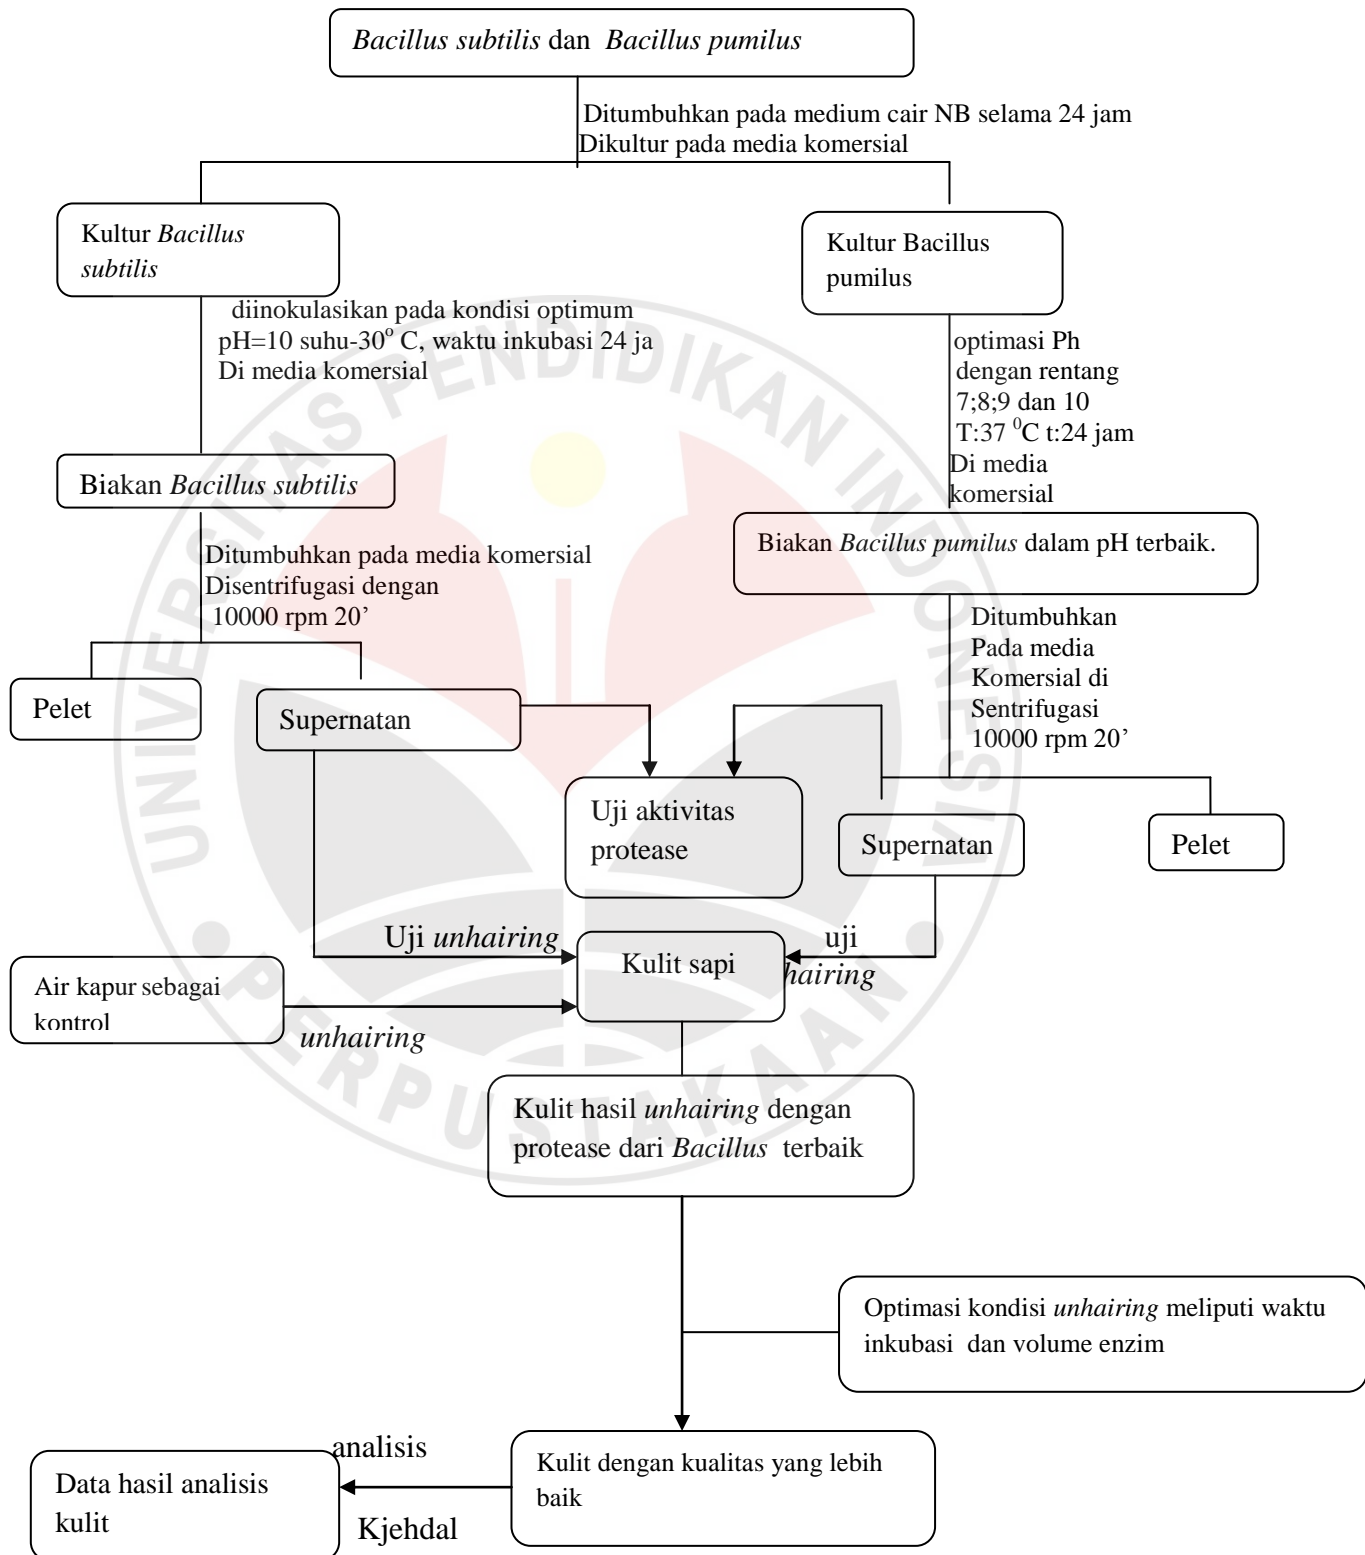 Bacillus subtilis dan Bacillus pumilus
Ditumbuhkan pada medium cair NB selama 24 jam
Dikultur pada media komersial
Kultur Bacillus
subtilis
Kultur Bacillus
pumilus
diinokulasikan pada kondisi optimum
pH=10 suhu-30° C, waktu inkubasi 24 ja
Di media komersial
optimasi Ph
dengan rentang
7;8;9 dan 10
T:37 ⁰C t:24 jam
Di media
komersial
Biakan Bacillus subtilis
Biakan Bacillus pumilus dalam pH terbaik.
Ditumbuhkan pada media komersial
Disentrifugasi dengan
10000 rpm 20’
Ditumbuhkan
Pada media
Komersial di
Sentrifugasi
10000 rpm 20’
Pelet
Supernatan
Uji aktivitas
protease
Supernatan
Pelet
Uji unhairing
Kulit sapi
uji
hairing
Air kapur sebagai
kontrol
unhairing
Kulit hasil unhairing dengan
protease dari Bacillus terbaik
Optimasi kondisi unhairing meliputi waktu
inkubasi dan volume enzim
Kulit dengan kualitas yang lebih
baik
analisis
Kjehdal
Data hasil analisis
kulit
UNIVERSITAS PENDIDIKAN INDONESIA
PERPUSTAKAAN